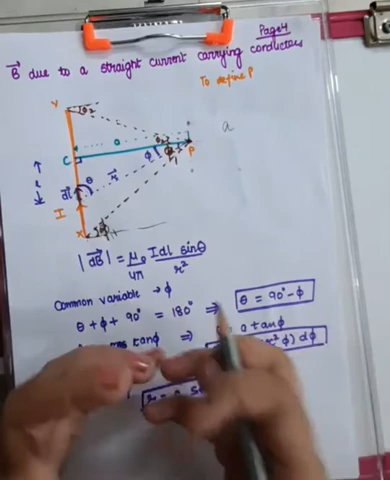 Page 4
B⃗ due to a straight current carrying conductor
To define P
Y
θ₂
a
a
C
P
φ
θ
r⃗
l
dl
I
X
|dB⃗| = μ₀/4π Idl sinθ/r²
Common variable → φ
θ + φ + 90° = 180° ⇒ θ = 90° - φ
tanφ ⇒ a tanφ
φ) dφ